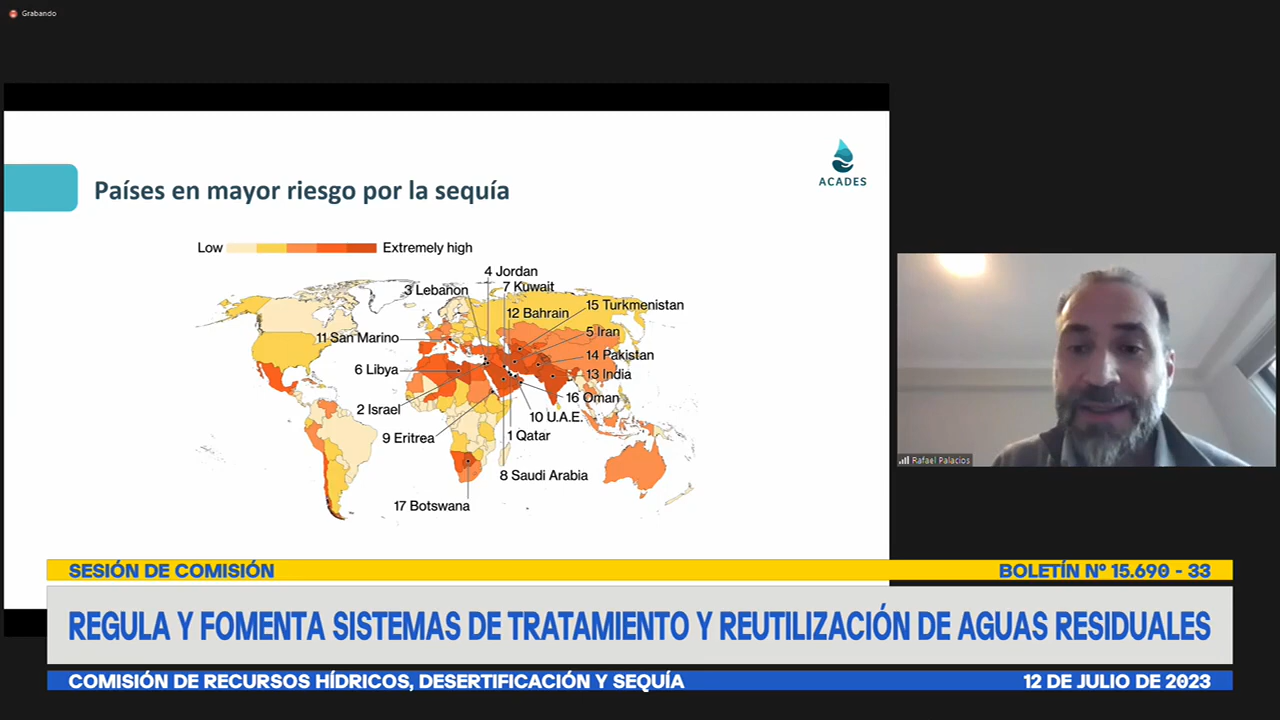 Grabando
ACADES
Países en mayor riesgo por la sequía
Low
Extremely high
4 Jordan
3 Lebanon
7 Kuwait
15 Turkmenistan
12 Bahrain
11 San Marino
5 Iran
14 Pakistan
6 Libya
13 India
16 Oman
2 Israel
10 U.A.E.
9 Eritrea
1 Qatar
8 Saudi Arabia
17 Botswana
Rafael Palacios
SESIÓN DE COMISIÓN
BOLETÍN Nº 15.690 - 33
REGULA Y FOMENTA SISTEMAS DE TRATAMIENTO Y REUTILIZACIÓN DE AGUAS RESIDUALES
COMISIÓN DE RECURSOS HÍDRICOS, DESERTIFICACIÓN Y SEQUÍA
12 DE JULIO DE 2023